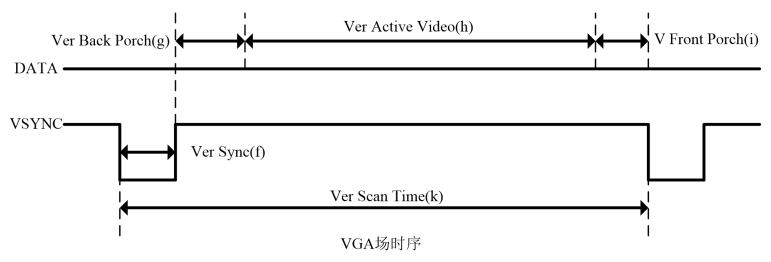 Ver Active Video(h)
Ver Back Porch(g)
V Front Porch(i)
DATA
VSYNC
Ver Sync(f)
Ver Scan Time(k)
VGA场时序